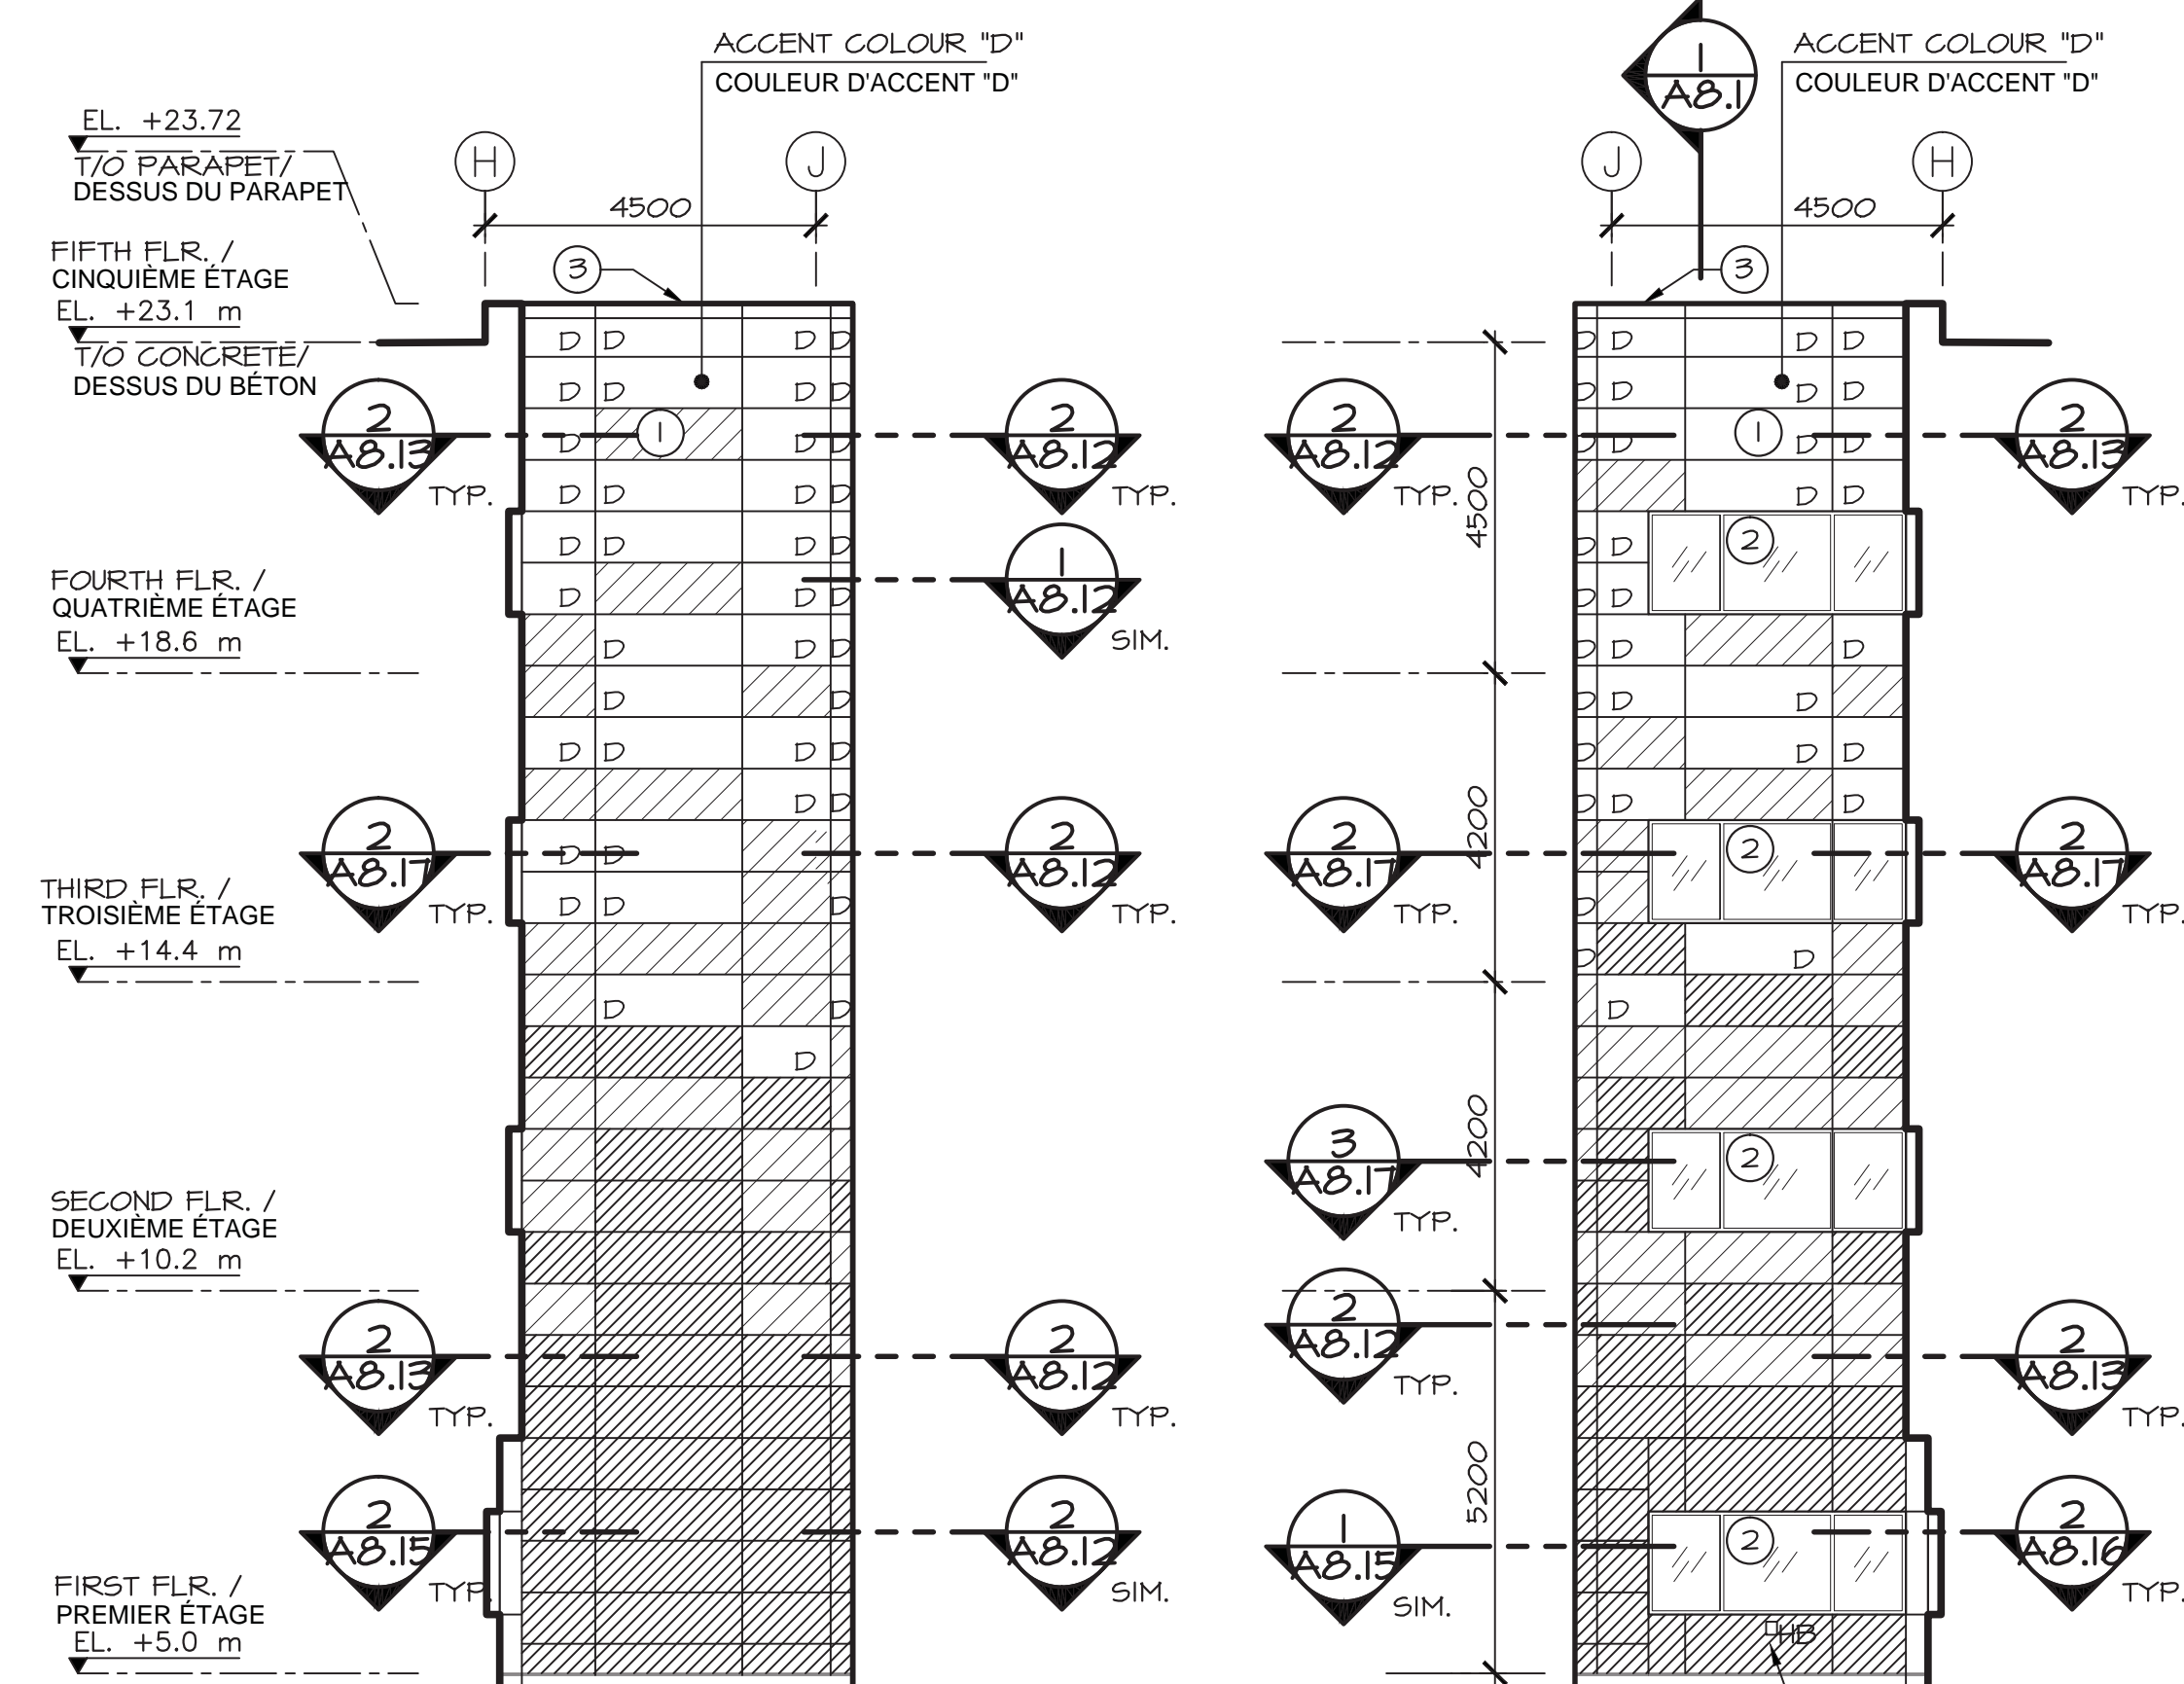 ACCENT COLOUR "D"
COULEUR D'ACCENT "D"
EL. +23.72
T/O PARAPET/
DESSUS DU PARAPET
H
J
4500
3
FIFTH FLR. /
CINQUIÈME ÉTAGE
EL. +23.1 m
T/O CONCRETE/
DESSUS DU BÉTON
D D D D
D D D D
2
A8.13
TYP.
D 1 D D
2
A8.12
TYP.
D D D D
D D D D
1
A8.12
SIM.
D D D
FOURTH FLR. /
QUATRIÈME ÉTAGE
EL. +18.6 m
D D D
D D
D D D D
D D
2
A8.17
TYP.
D D
2
A8.12
TYP.
D D D
THIRD FLR. /
TROISIÈME ÉTAGE
EL. +14.4 m
D D
D
SECOND FLR. /
DEUXIÈME ÉTAGE
EL. +10.2 m
2
A8.13
TYP.
2
A8.12
TYP.
2
A8.15
TYP.
2
A8.12
SIM.
FIRST FLR. /
PREMIER ÉTAGE
EL. +5.0 m
1
A8.1
ACCENT COLOUR "D"
COULEUR D'ACCENT "D"
J
H
4500
3
D D D D
D D D D
2
A8.12
TYP.
D D 1 D D
2
A8.13
TYP.
4500
D D
D D 2
D D
D D D
D D D
D D D
D D D
4200
2
A8.17
TYP.
2
2
A8.17
TYP.
D
D D
D
4200
3
A8.17
TYP.
2
2
A8.12
TYP.
2
A8.13
TYP.
5200
1
A8.15
SIM.
2
2
A8.16
TYP.
HB